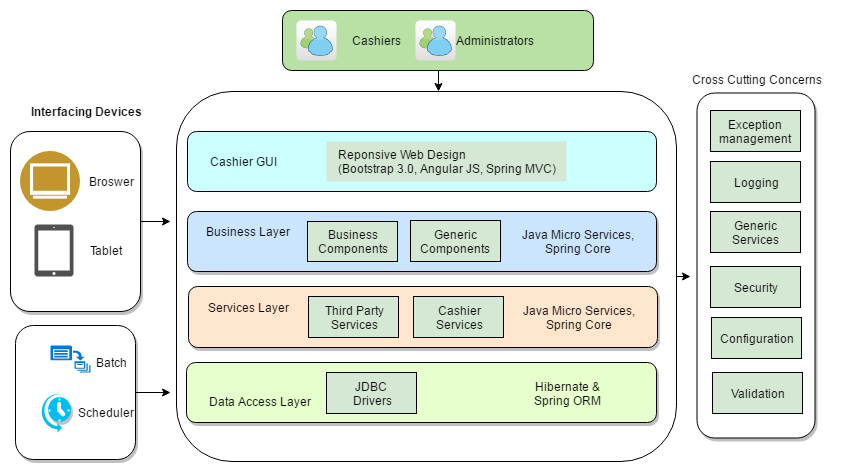 Cashiers
Administrators
Cross Cutting Concerns
Interfacing Devices
Broswer
Tablet
Batch
Scheduler
Cashier GUI
Reponsive Web Design
(Bootstrap 3.0, Angular JS, Spring MVC)
Business Layer
Business
Components
Generic
Components
Java Micro Services,
Spring Core
Services Layer
Third Party
Services
Cashier
Services
Java Micro Services,
Spring Core
Data Access Layer
JDBC
Drivers
Hibernate &
Spring ORM
Exception
management
Logging
Generic
Services
Security
Configuration
Validation